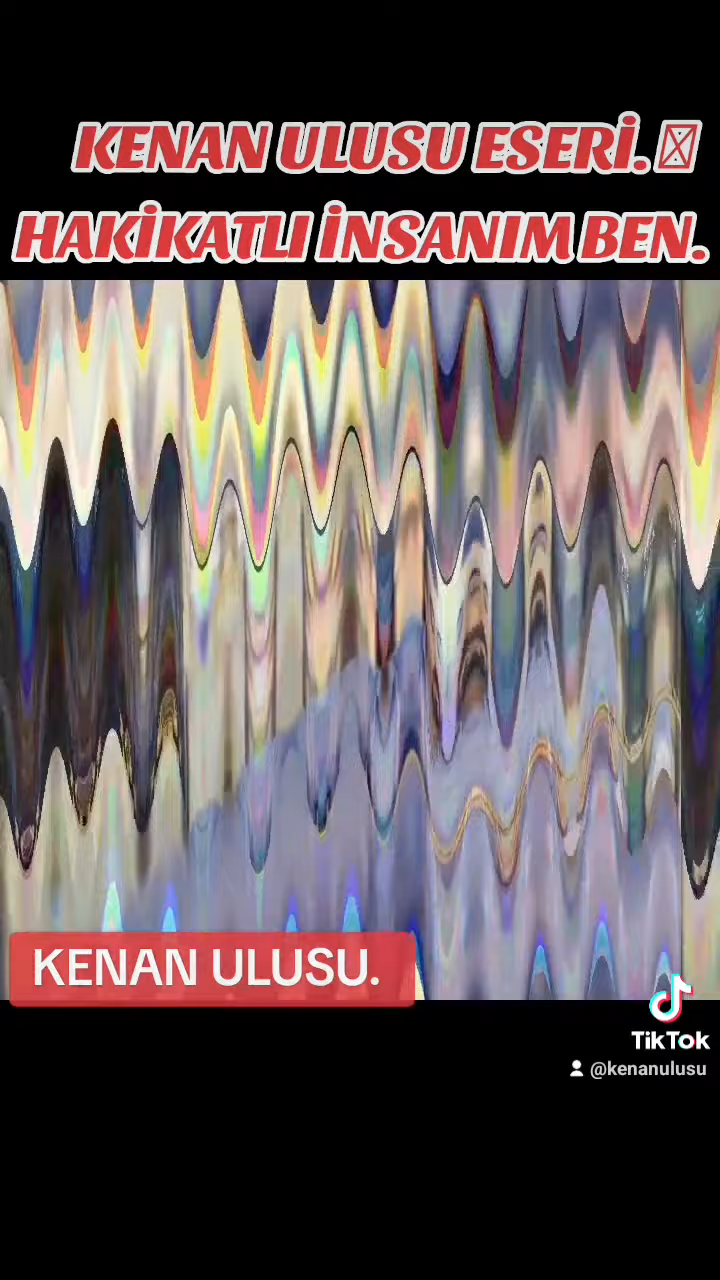 KENAN ULUSU ESERİ.
HAKİKATLI İNSANIM BEN.
KENAN ULUSU.
TikTok
@kenanulusu